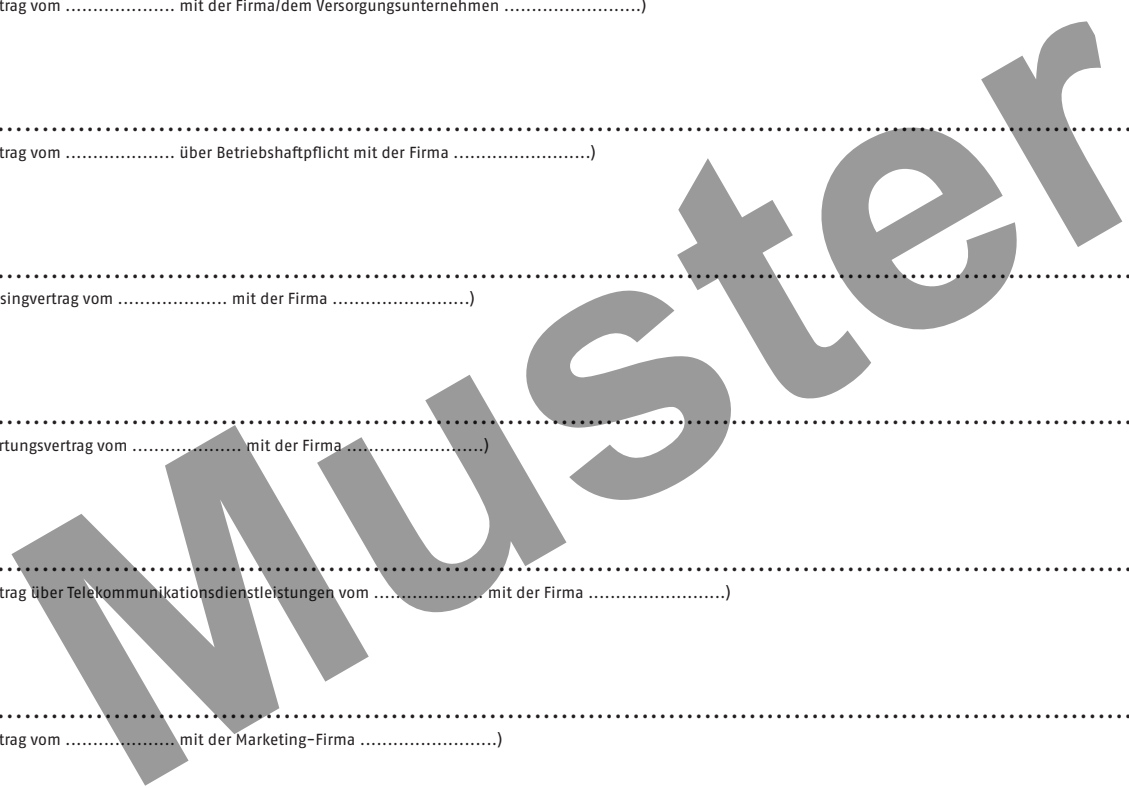 trag vom .................... mit der Firma/dem Versorgungsunternehmen .........................)
trag vom .................... über Betriebshaftpflicht mit der Firma .........................)
singvertrag vom .................... mit der Firma .........................)
rtungsvertrag vom .................... mit der Firma .........................)
trag über Telekommunikationsdienstleistungen vom .................... mit der Firma .........................)
trag vom .................... mit der Marketing-Firma .........................)
Muster